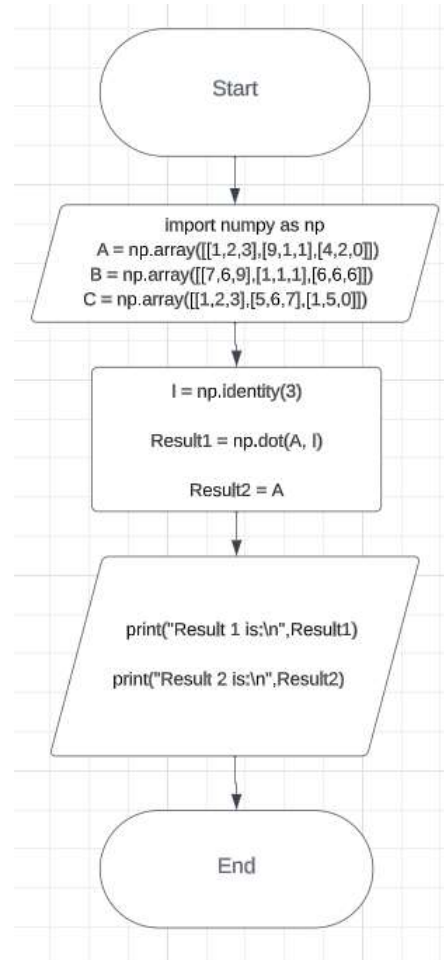 Start
import numpy as np
A = np.array([[1,2,3],[9,1,1],[4,2,0]])
B = np.array([[7,6,9],[1,1,1],[6,6,6]])
C = np.array([[1,2,3],[5,6,7],[1,5,0]])
I = np.identity(3)
Result1 = np.dot(A, I)
Result2 = A
print("Result 1 is:\n",Result1)
print("Result 2 is:\n",Result2)
End